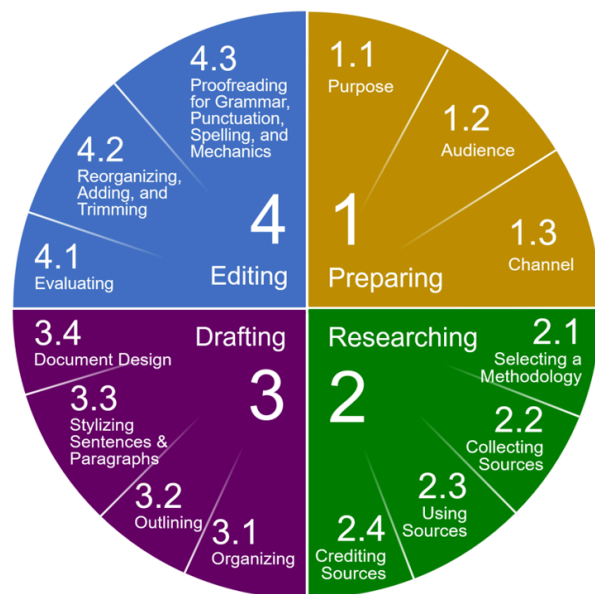 1.1
Purpose
1.2
Audience
1.3
Channel
1
Preparing
Researching
2
2.1
Selecting a
Methodology
2.2
Collecting
Sources
2.3
Using
Sources
2.4
Crediting
Sources
Drafting
3
3.1
Organizing
3.2
Outlining
3.3
Stylizing
Sentences &
Paragraphs
3.4
Document Design
4
Editing
4.1
Evaluating
4.2
Reorganizing,
Adding, and
Trimming
4.3
Proofreading
for Grammar,
Punctuation,
Spelling, and
Mechanics